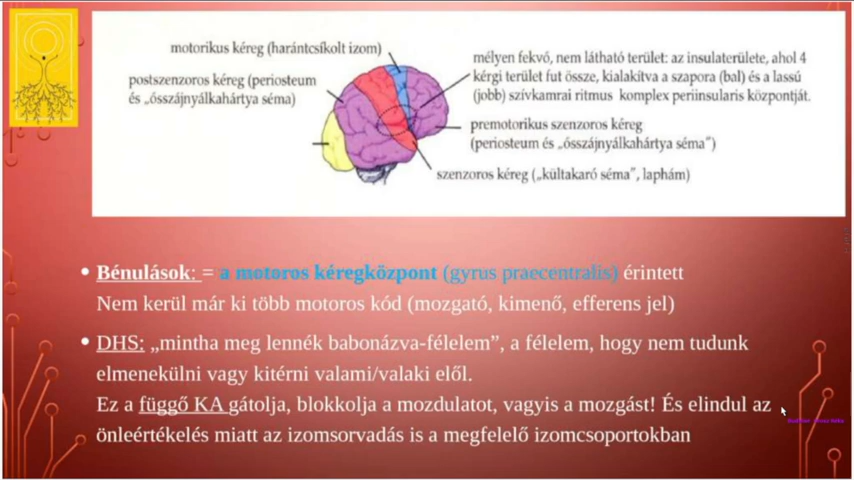 motorikus kéreg (harántcsíkolt izom)
postszenzoros kéreg (periosteum
és „ősszájnyálkahártya séma)
mélyen fekvő, nem látható terület: az insulaterülete, ahol 4
kérgi terület fut össze, kialakítva a szapora (bal) és a lassú
(jobb) szívkamrai ritmus komplex periinsularis központját.
premotorikus szenzoros kéreg
(periosteum és „ősszájnyálkahártya séma")
szenzoros kéreg („kültakaró séma", laphám)
• Bénulások: = a motoros kéregközpont (gyrus praecentralis) érintett
Nem kerül már ki több motoros kód (mozgató, kimenő, efferens jel)
• DHS: „mintha meg lennék babonázva-félelem”, a félelem, hogy nem tudunk
elmenekülni vagy kitérni valami/valaki elől.
Ez a függő KA gátolja, blokkolja a mozdulatot, vagyis a mozgást! És elindul az
önleértékelés miatt az izomsorvadás is a megfelelő izomcsoportokban